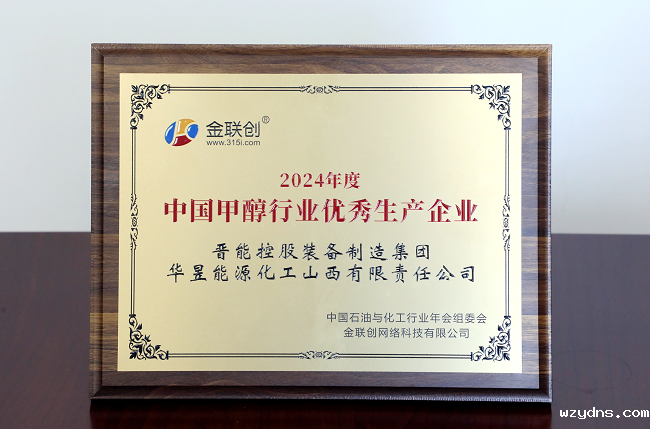 金联创®
www.315i.com
2024年度
中国甲醇行业优秀生产企业
晋能控股装备制造集团
华昱能源化工山西有限责任公司
中国石油与化工行业年会组委会
金联创网络科技有限公司
wzydns.com